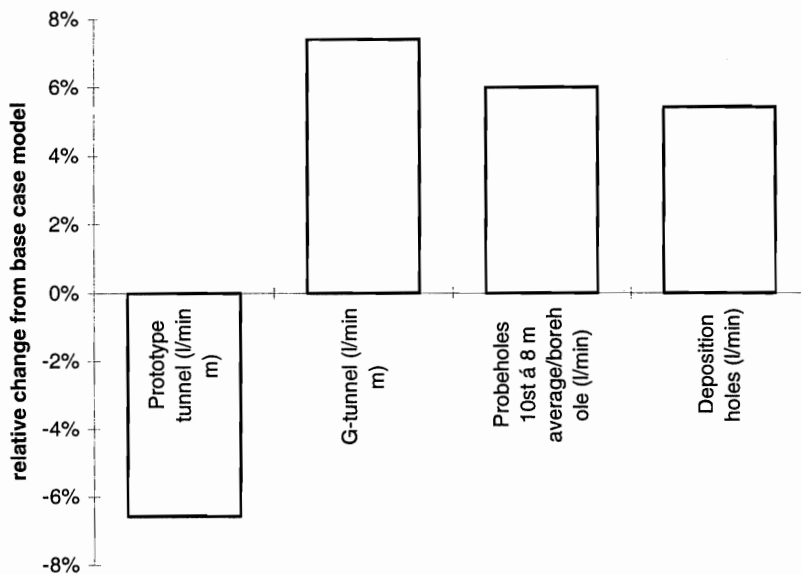 8%
6%
4%
2%
0%
-2%
-4%
-6%
-8%
relative change from base case model
Prototype
tunnel (l/min
m)
G-tunnel (l/min
m)
Probeholes
10st á 8 m
average/boreh
ole (l/min)
Deposition
holes (l/min)